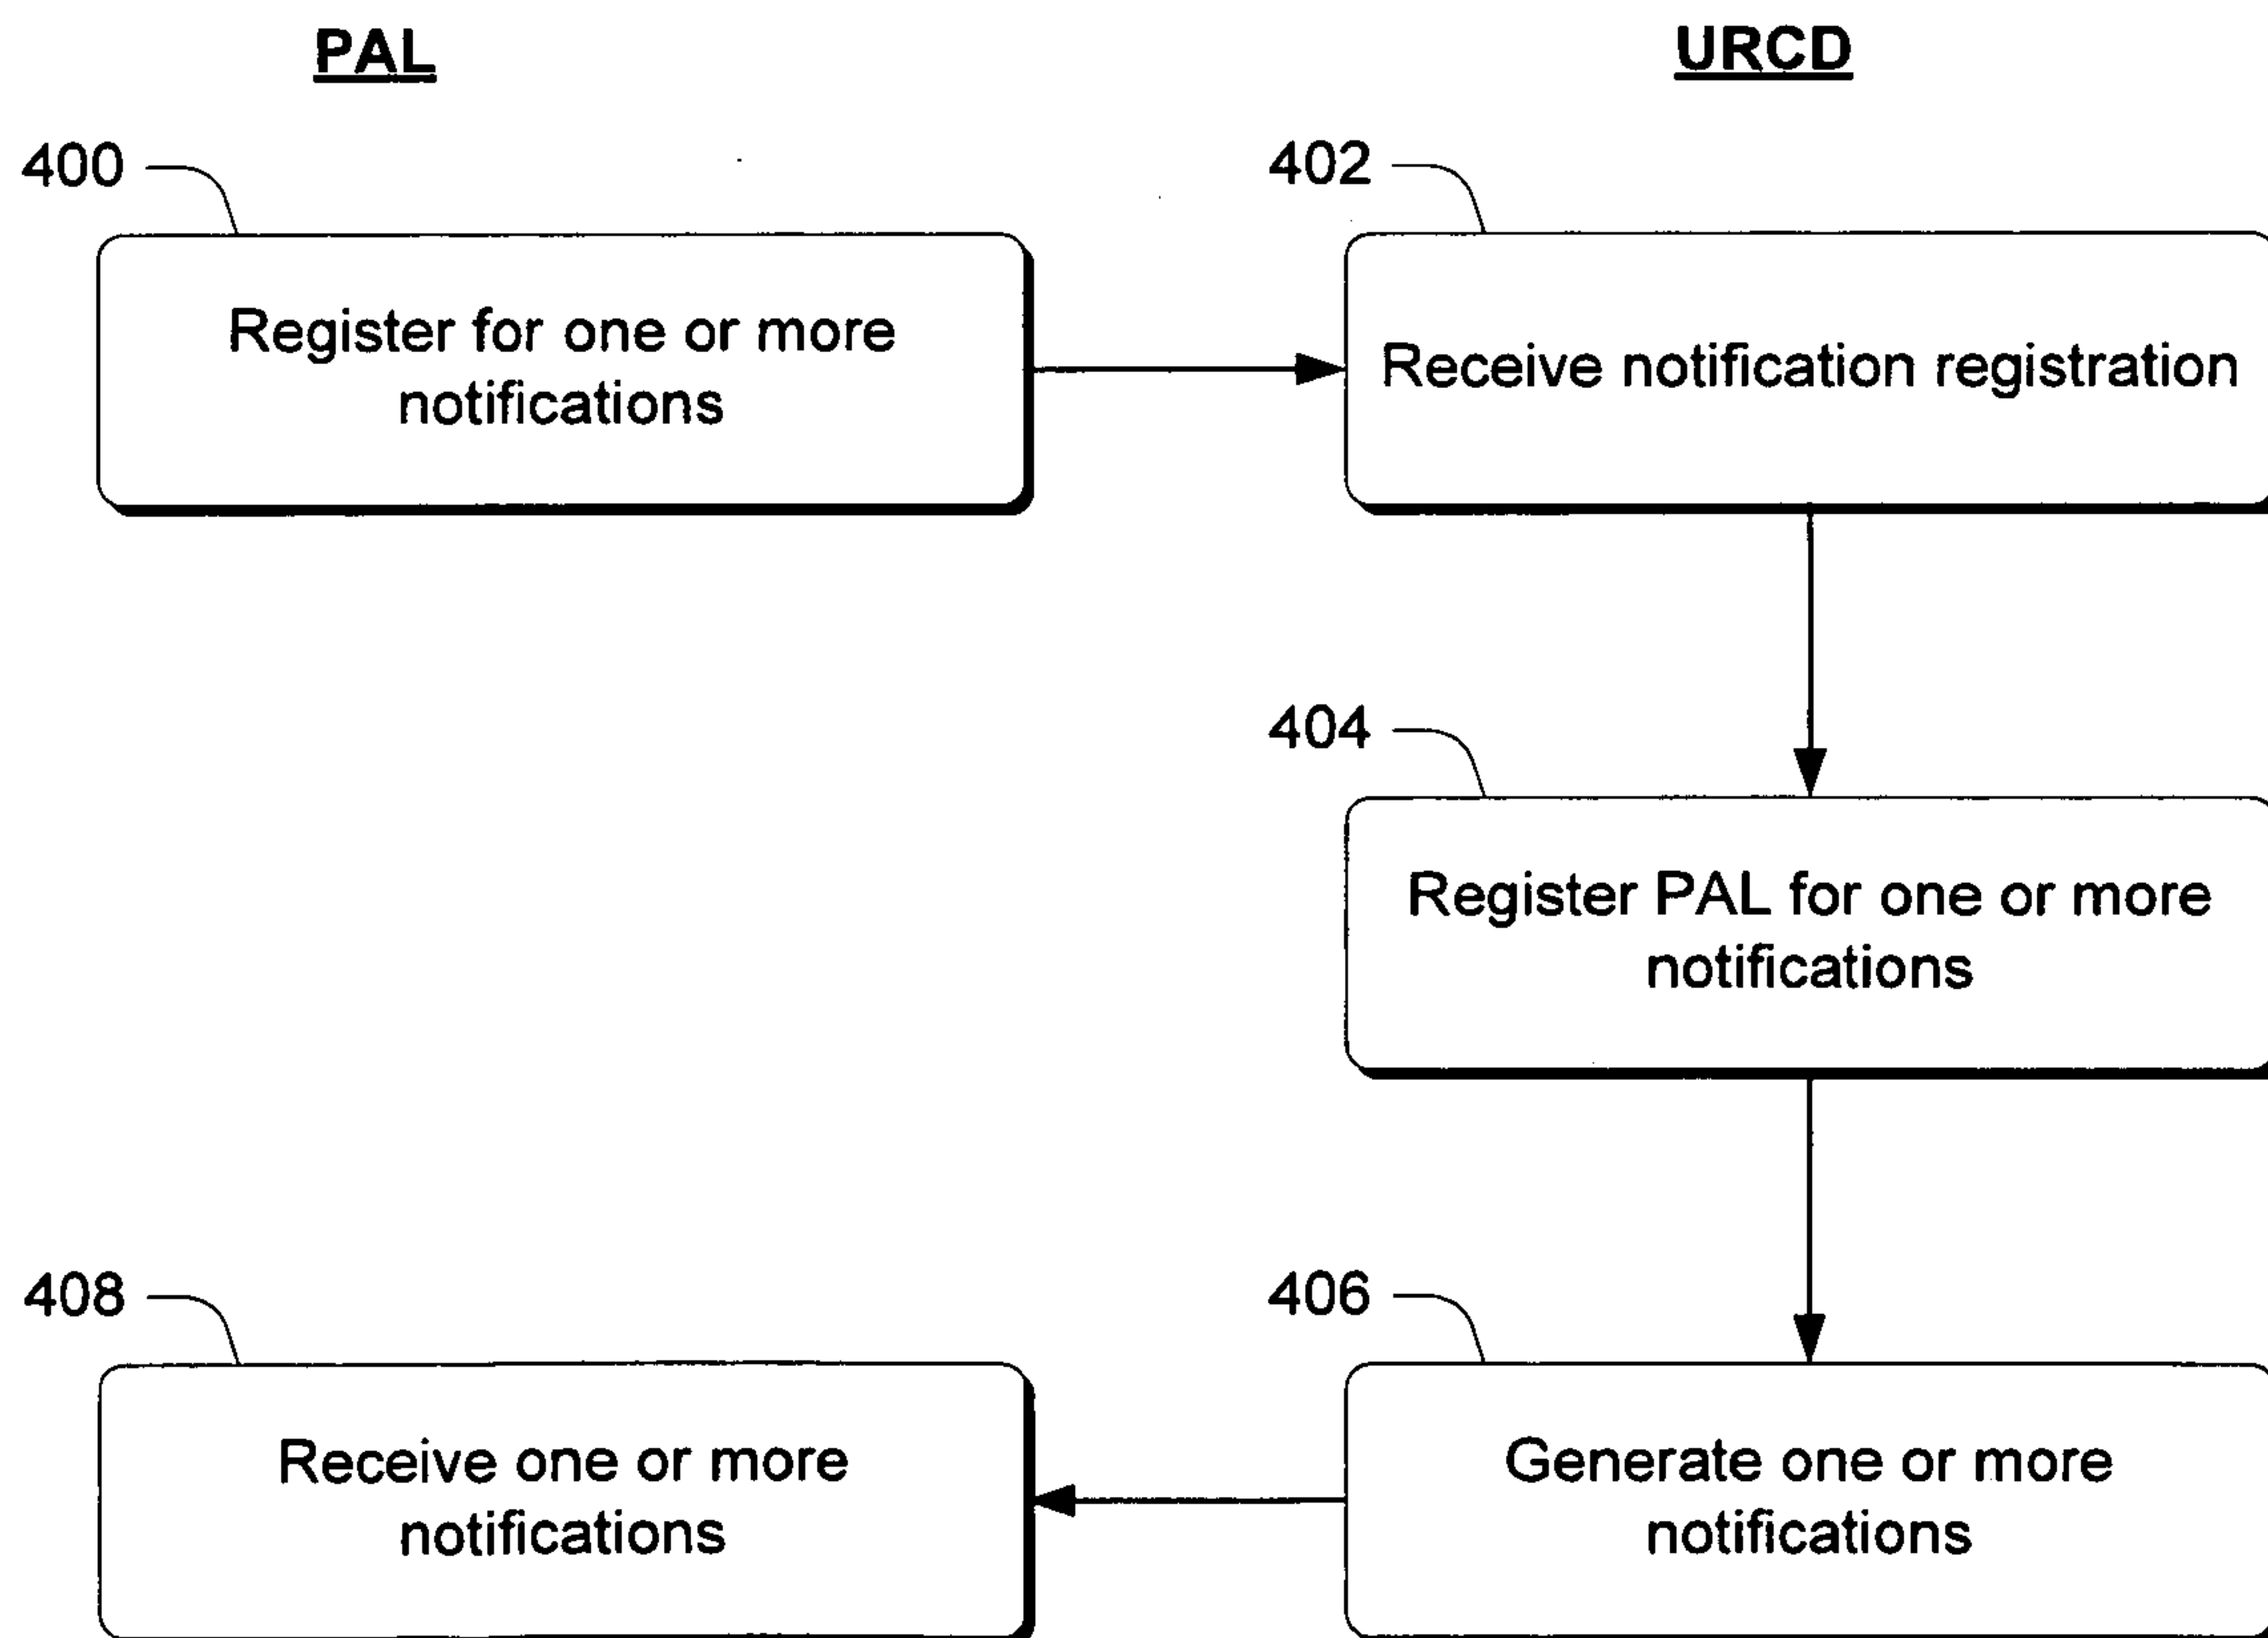 PAL
URCD
400
402
Register for one or more
notifications
Receive notification registration
404
Register PAL for one or more
notifications
408
406
Receive one or more
notifications
Generate one or more
notifications